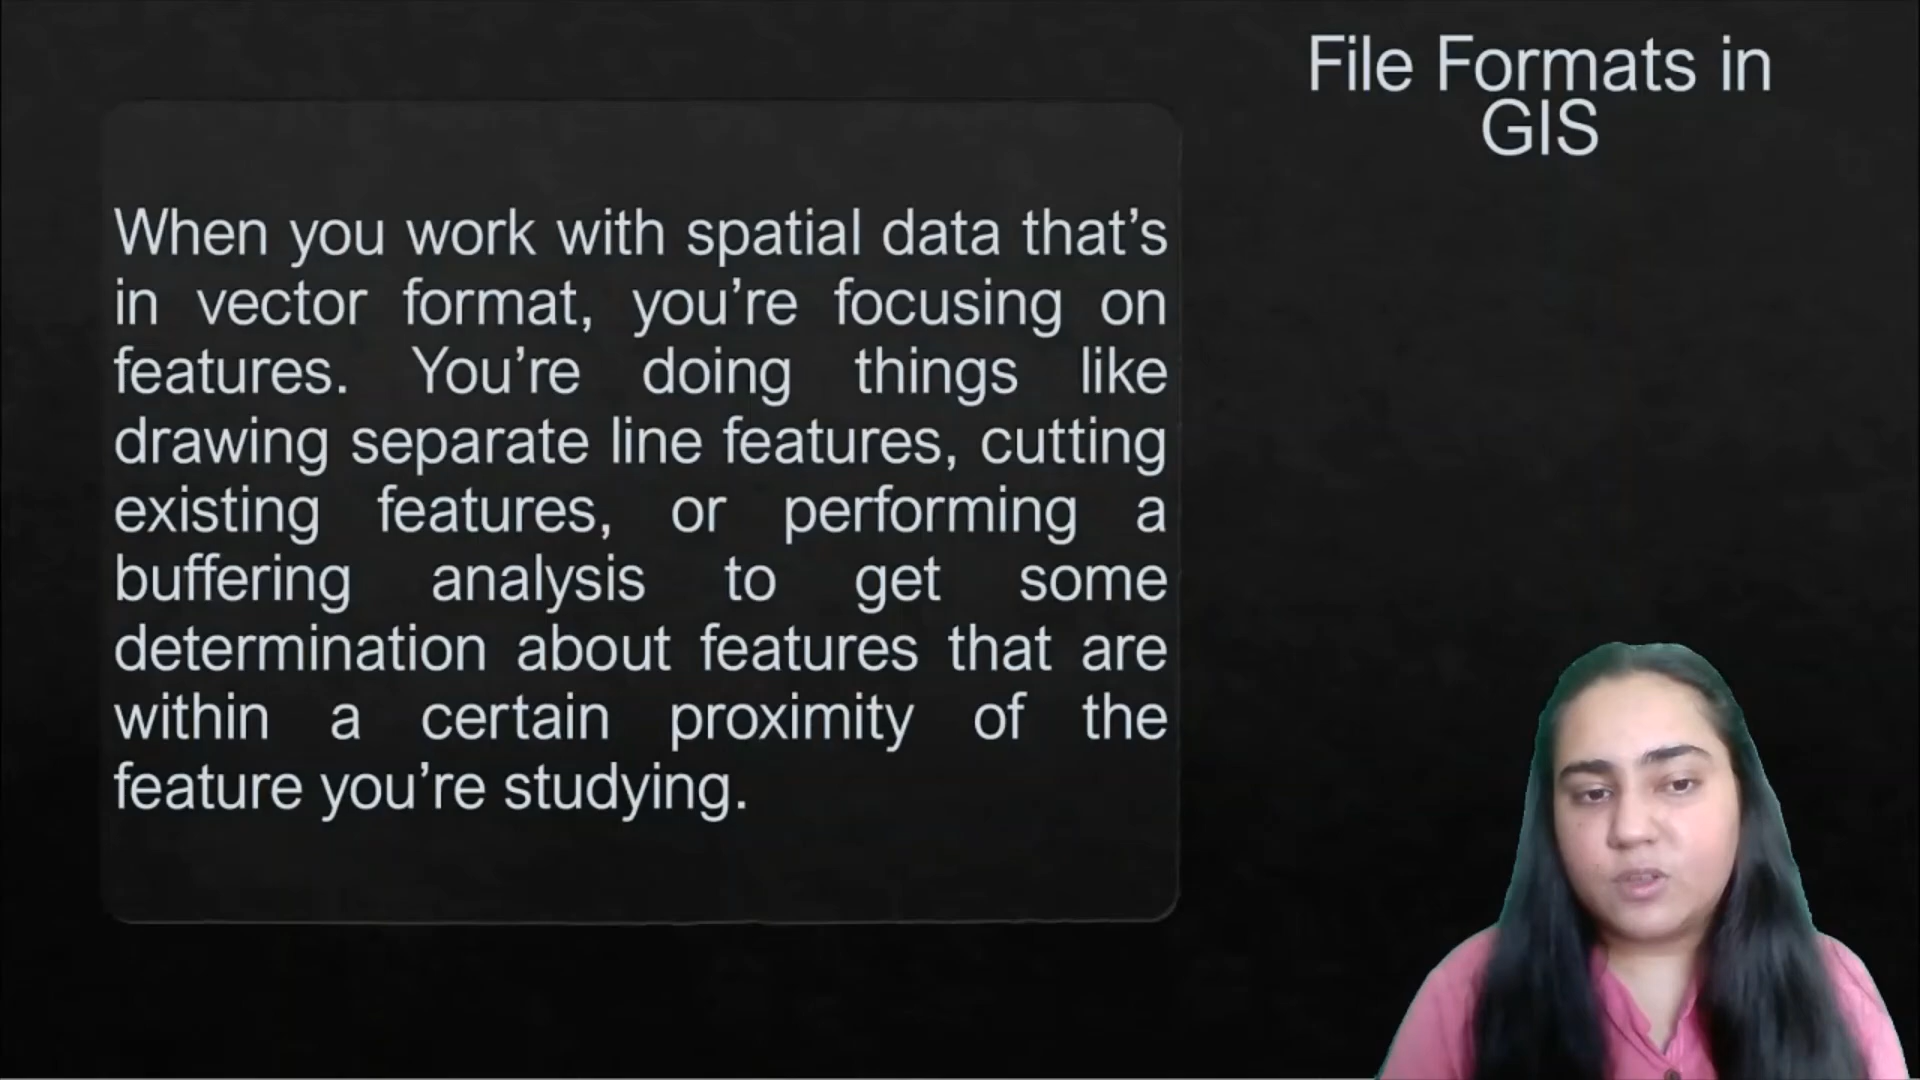 File Formats in
GIS
When you work with spatial data that’s
in vector format, you’re focusing on
features. You’re doing things like
drawing separate line features, cutting
existing features, or performing a
buffering analysis to get some
determination about features that are
within a certain proximity of the
feature you’re studying.